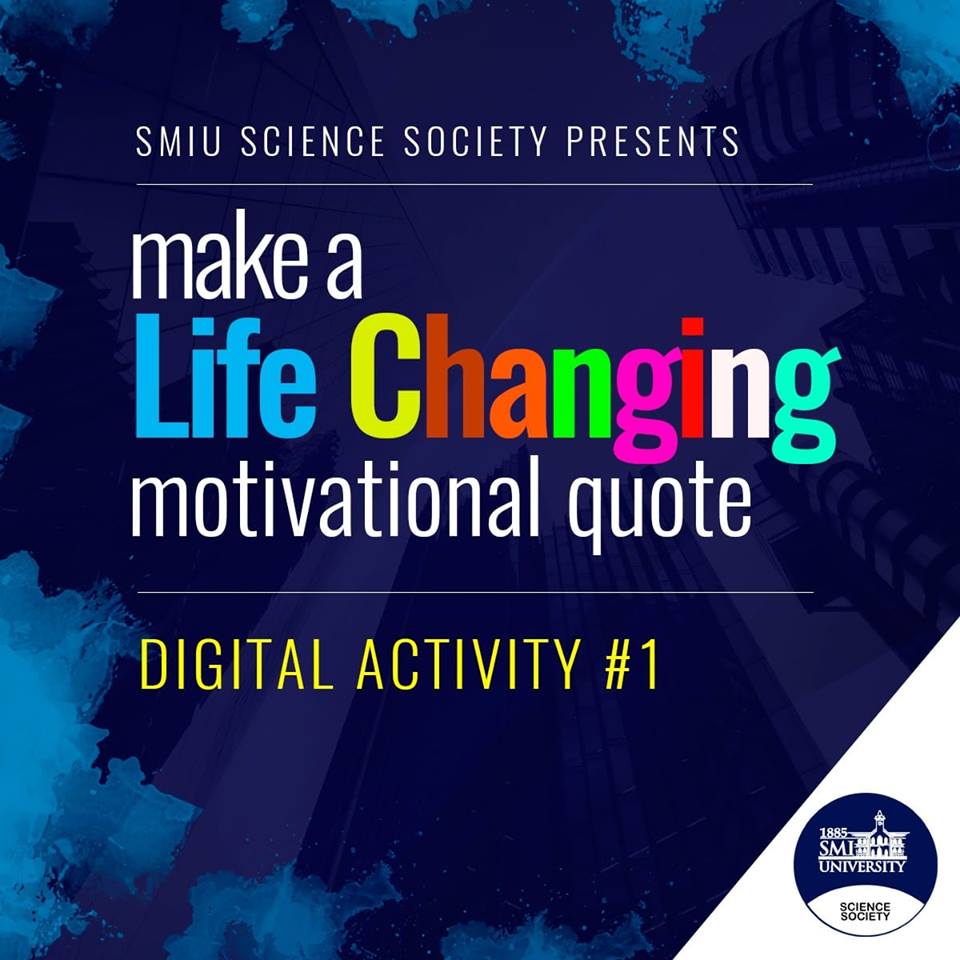 SMIU SCIENCE SOCIETY PRESENTS
make a
Life Changing
motivational quote
DIGITAL ACTIVITY #1
1885
SMI
UNIVERSITY
SCIENCE
SOCIETY